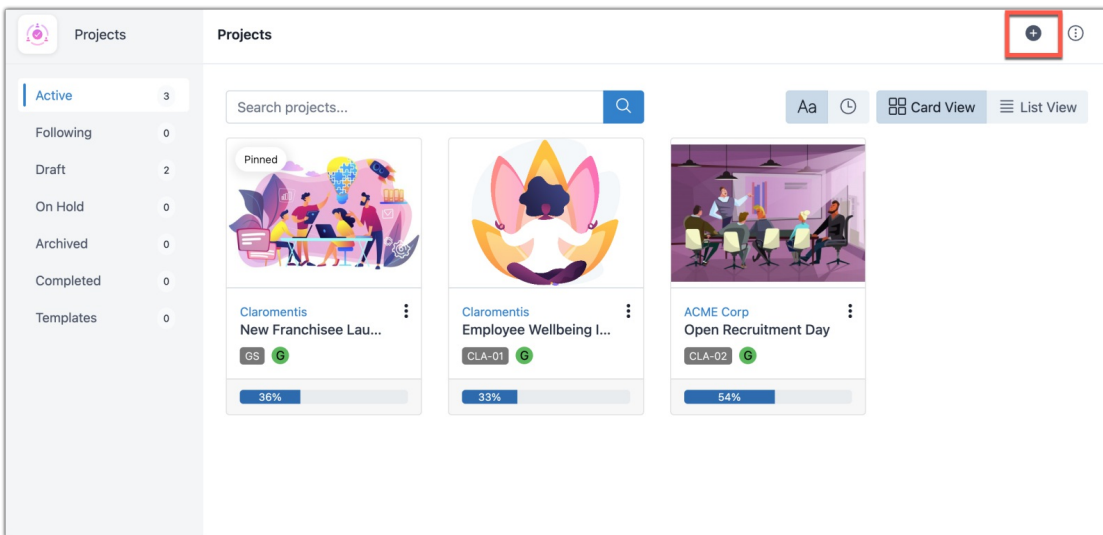 Projects
Projects
Active 3
Following 0
Draft 2
On Hold 0
Archived 0
Completed 0
Templates 0
Search projects...
Aa
Card View
List View
Pinned
Claromentis
New Franchisee Lau...
GS G
36%
Claromentis
Employee Wellbeing I...
CLA-01 G
33%
ACME Corp
Open Recruitment Day
CLA-02 G
54%